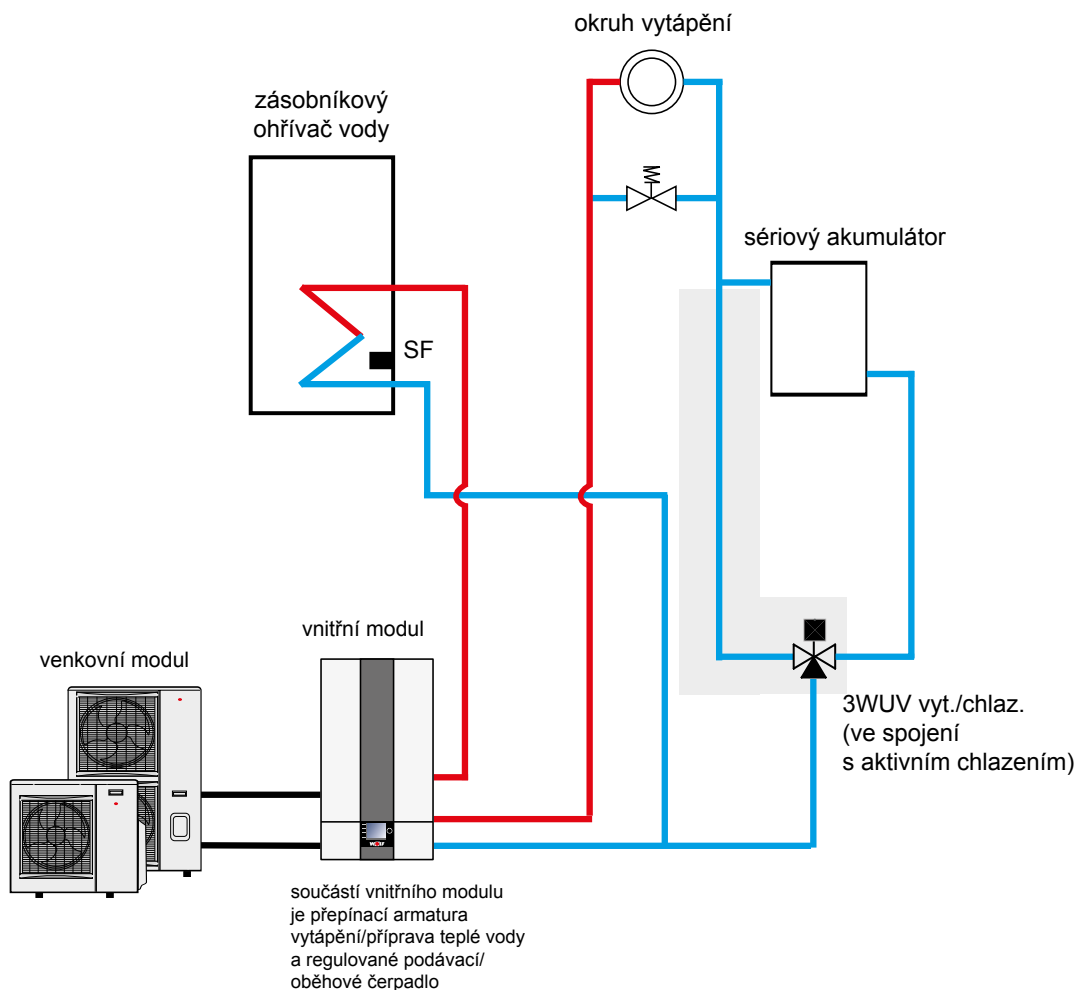 okruh vytápění
zásobníkový
ohřívač vody
sériový akumulátor
SF
vnitřní modul
venkovní modul
3WUV vyt./chlaz.
(ve spojení
s aktivním chlazením)
WOLF
součástí vnitřního modulu
je přepínací armatura
vytápění/příprava teplé vody
a regulované podávací/
oběhové čerpadlo